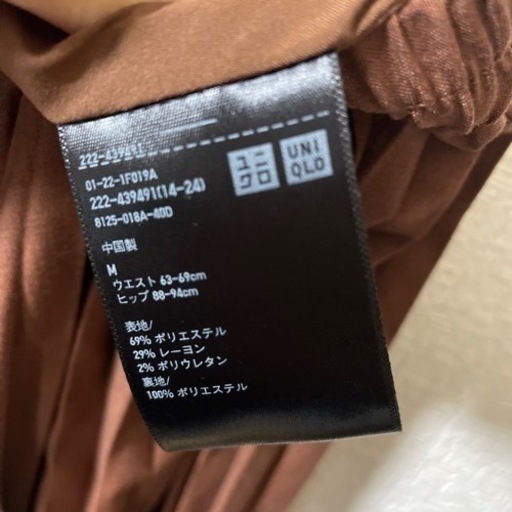 222-439491
01-22-1F019A
222-439491(14-24)
8125-018A-40D
ユニ
クロ
UNI
QLO
中国製
M
ウエスト 63-69cm
ヒップ 88-94cm
表地/
69% ポリエステル
29% レーヨン
2% ポリウレタン
裏地/
100% ポリエステル